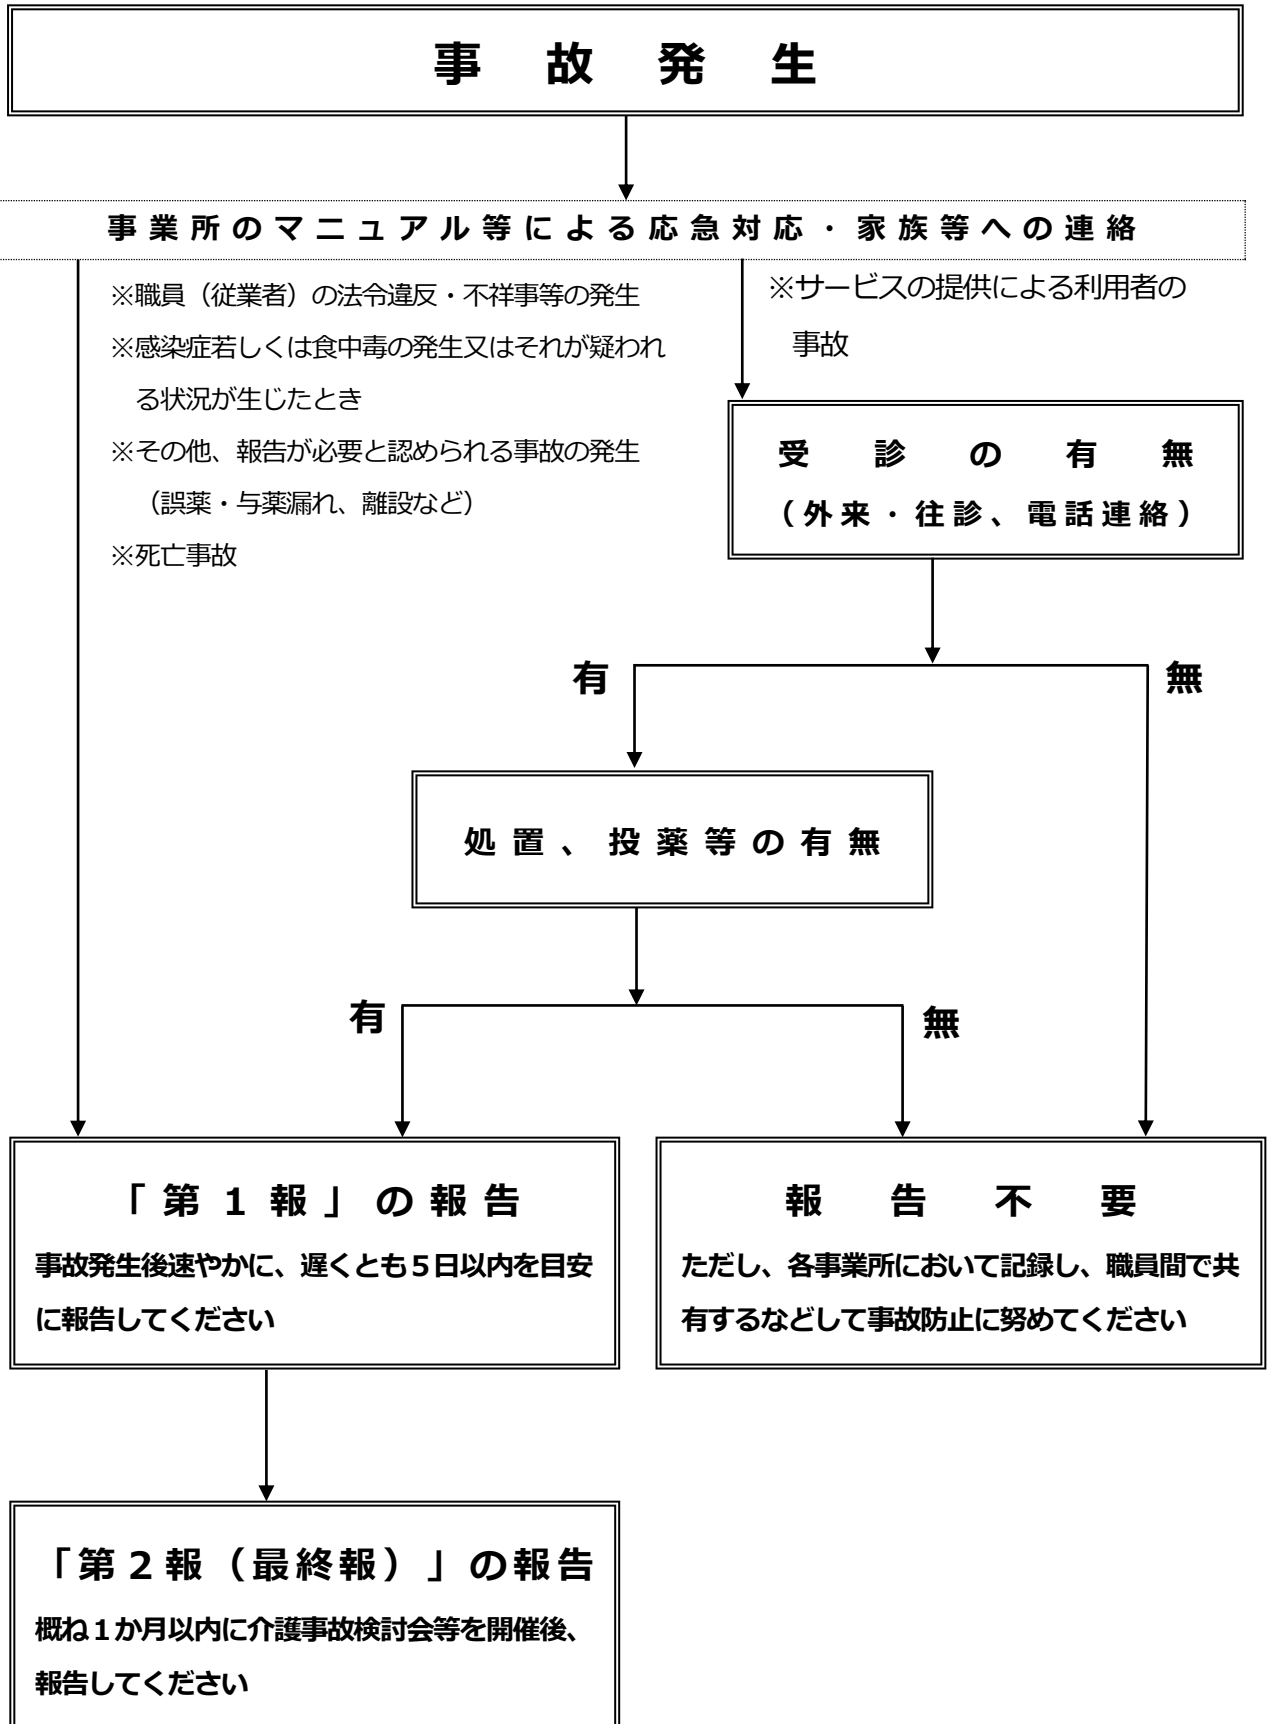 事故発生
事業所のマニュアル等による応急対応・家族等への連絡
※職員（従業者）の法令違反・不祥事等の発生
※感染症若しくは食中毒の発生又はそれが疑われ
る状況が生じたとき
※その他、報告が必要と認められる事故の発生
（誤薬・与薬漏れ、離設など）
※死亡事故
※サービスの提供による利用者の
事故
受診の有無
（外来・往診、電話連絡）
有
無
処置、投薬等の有無
有
無
「第１報」の報告
事故発生後速やかに、遅くとも５日以内を目安
に報告してください
報告不要
ただし、各事業所において記録し、職員間で共
有するなどして事故防止に努めてください
「第２報（最終報）」の報告
概ね１か月以内に介護事故検討会等を開催後、
報告してください